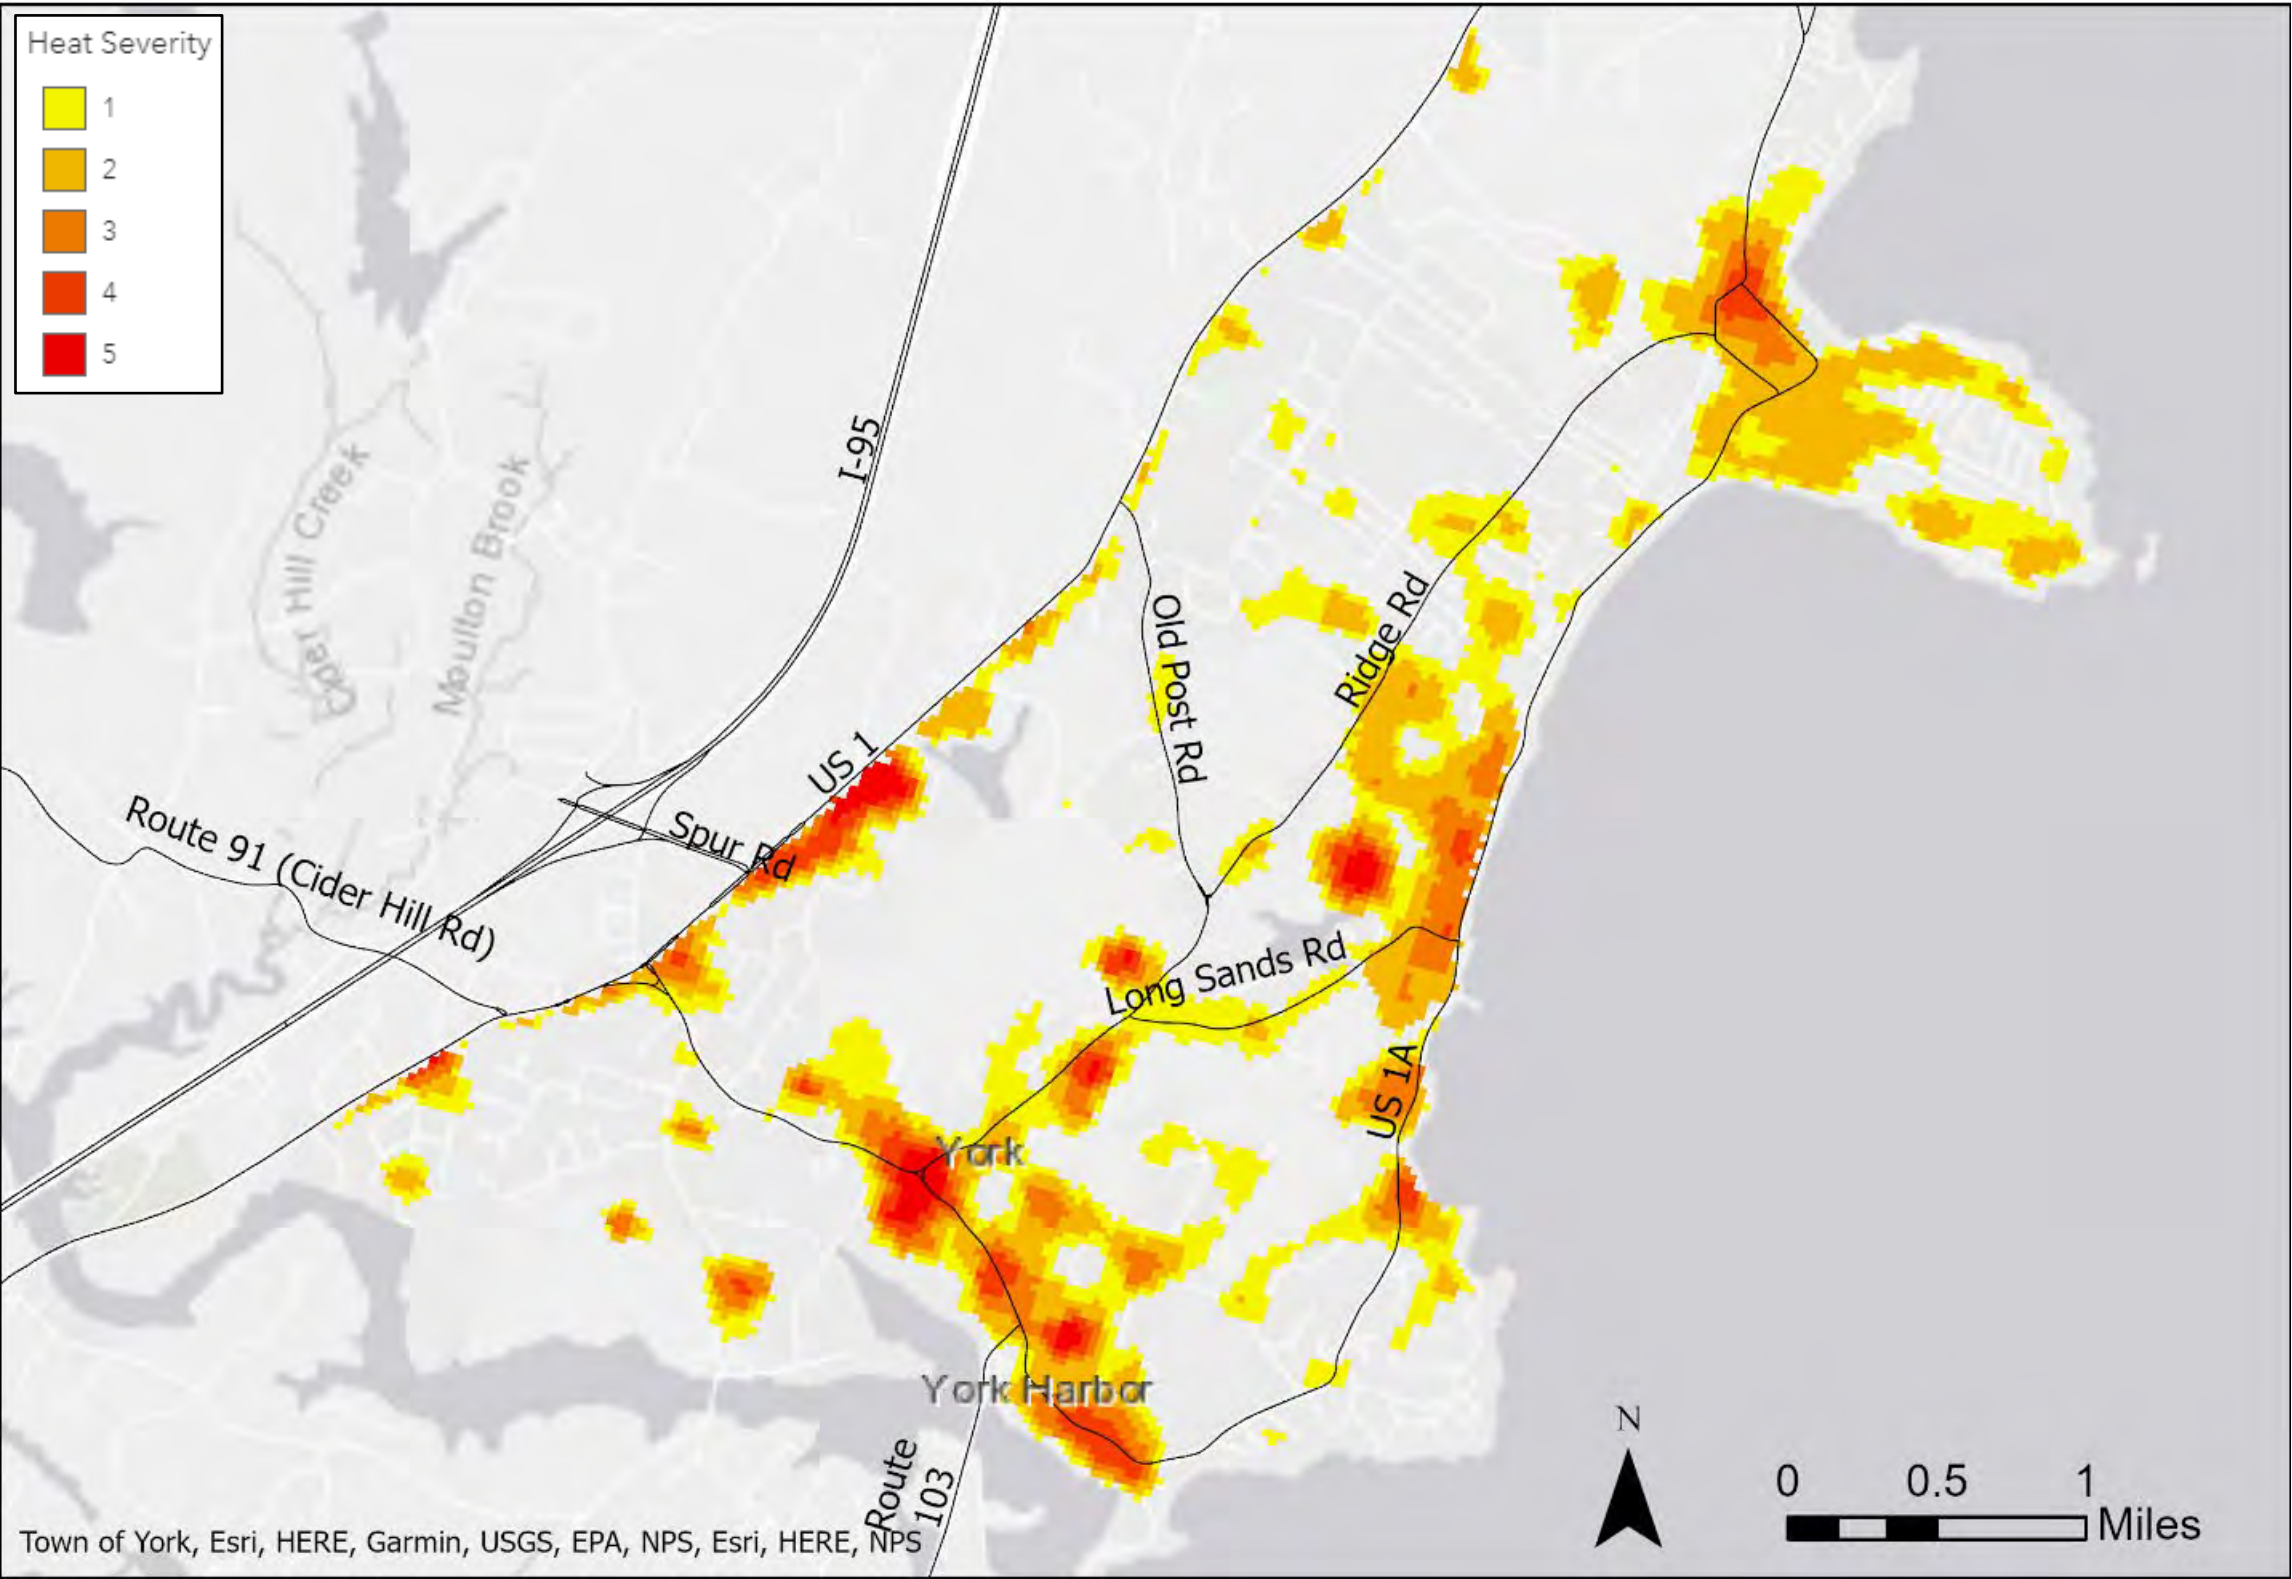 Heat Severity
1
2
3
4
5
I-95
Cider Hill Creek
Moulton Brook
Old Post Rd
Ridge Rd
US 1
Spur Rd
Route 91 (Cider Hill Rd)
Long Sands Rd
US 1A
York
York Harbor
Route
103
N
0 0.5 1
Miles
Town of York, Esri, HERE, Garmin, USGS, EPA, NPS, Esri, HERE, NPS